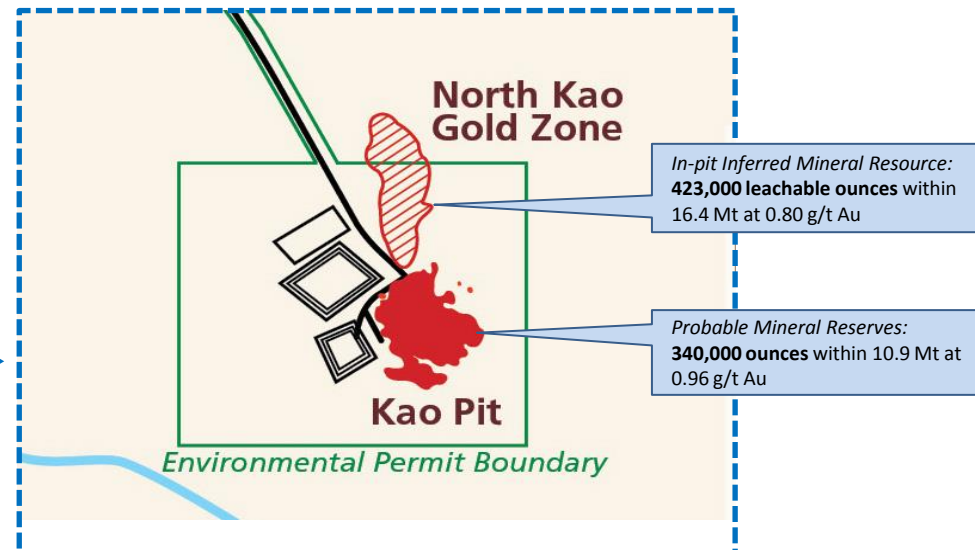 North Kao
Gold Zone
In-pit Inferred Mineral Resource:
423,000 leachable ounces within
16.4 Mt at 0.80 g/t Au
Probable Mineral Reserves:
340,000 ounces within 10.9 Mt at
0.96 g/t Au
Kao Pit
Environmental Permit Boundary